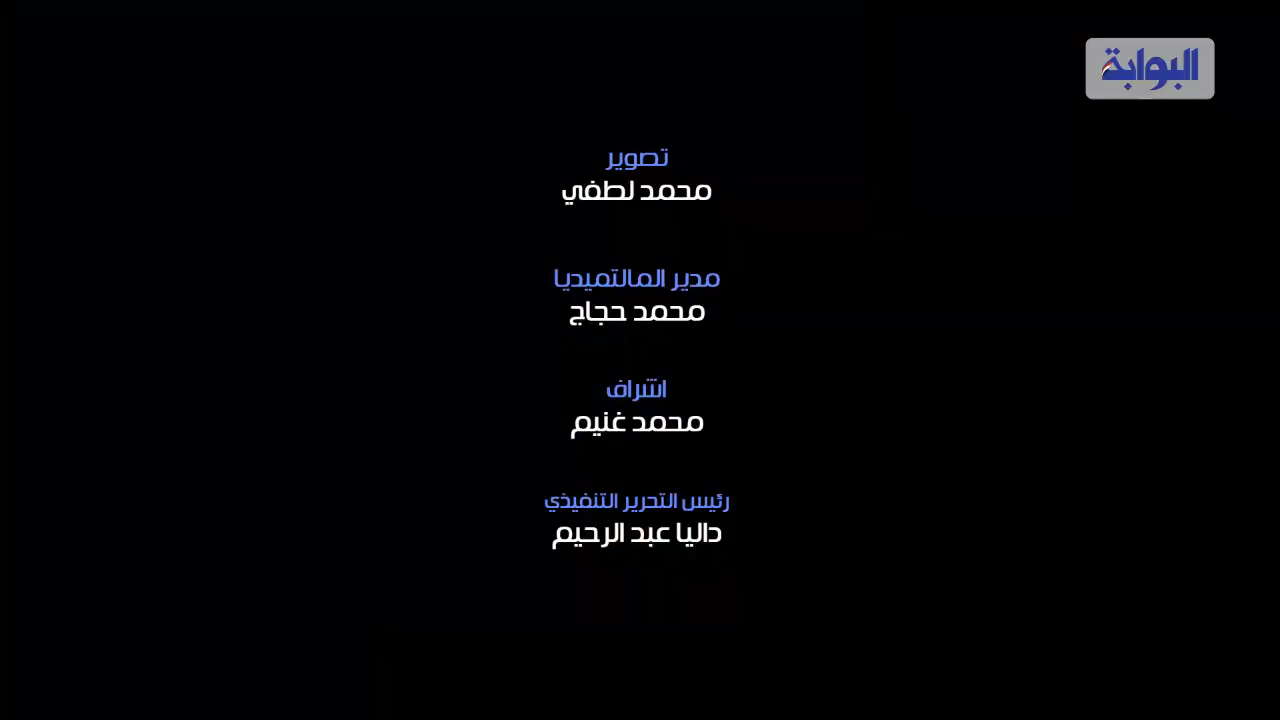 البوابة
تصوير
محمد لطفي
مدير المالتميديا
محمد حجاج
اشراف
محمد غنيم
رئيس التحرير التنفيذي
داليا عبد الرحيم